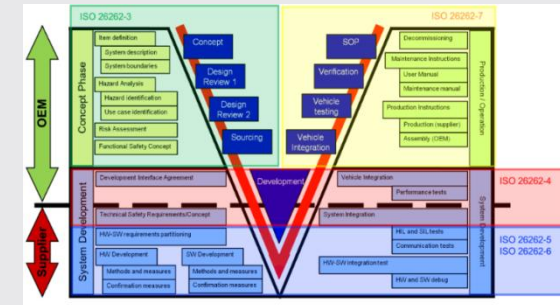 ISO 26262-3
ISO 26262-7
OEM
Concept Phase
Item definition
System description
System boundaries
Hazard Analysis
Hazard identification
Use case identification
Risk Assessment
Functional Safety Concept
Concept
Design
Review 1
Design
Review 2
Sourcing
SOP
Verification
Vehicle
testing
Vehicle
Integration
Decommissioning
Maintenance instructions
User Manual
Maintenance manual
Production Instructions
Production (supplier)
Assembly (OEM)
Production / Operation
Supplier
System Development
Development Interface Agreement
Technical Safety Requirements/Concept
HW-SW requirements partitioning
HW Development
Methods and measures
Confirmation measures
SW Development
Methods and measures
Confirmation measures
Development
Vehicle Integration
Performance tests
System Integration
HIL and SIL tests
Communication tests
HW-SW integration test
HW and SW debug
System Development
ISO 26262-4
ISO 26262-5
ISO 26262-6